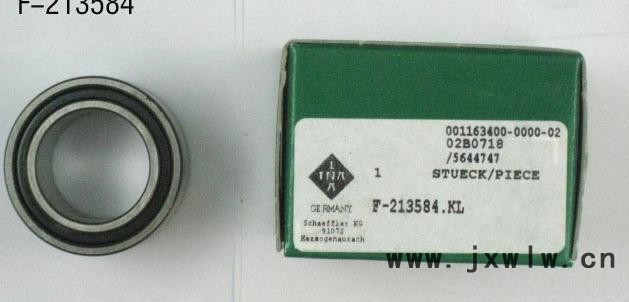 F-213584
001163400-0000-02
02B0718
/5644747
1 STUECK/PIECE
INA
GERMANY
F-213584.KL
Schaeffler KG
91072
Herzogenaurach
www.jxwlw.cn